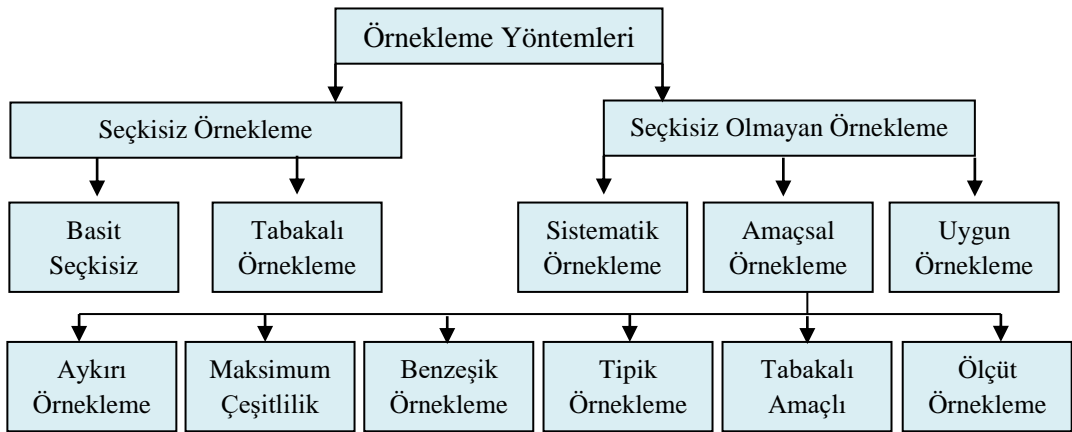 Örnekleme Yöntemleri
Seçkisiz Örnekleme
Seçkisiz Olmayan Örnekleme
Basit
Seçkisiz
Tabakalı
Örnekleme
Sistematik
Örnekleme
Amaçsal
Örnekleme
Uygun
Örnekleme
Aykırı
Örnekleme
Maksimum
Çeşitlilik
Benzeşik
Örnekleme
Tipik
Örnekleme
Tabakalı
Amaçlı
Ölçüt
Örnekleme